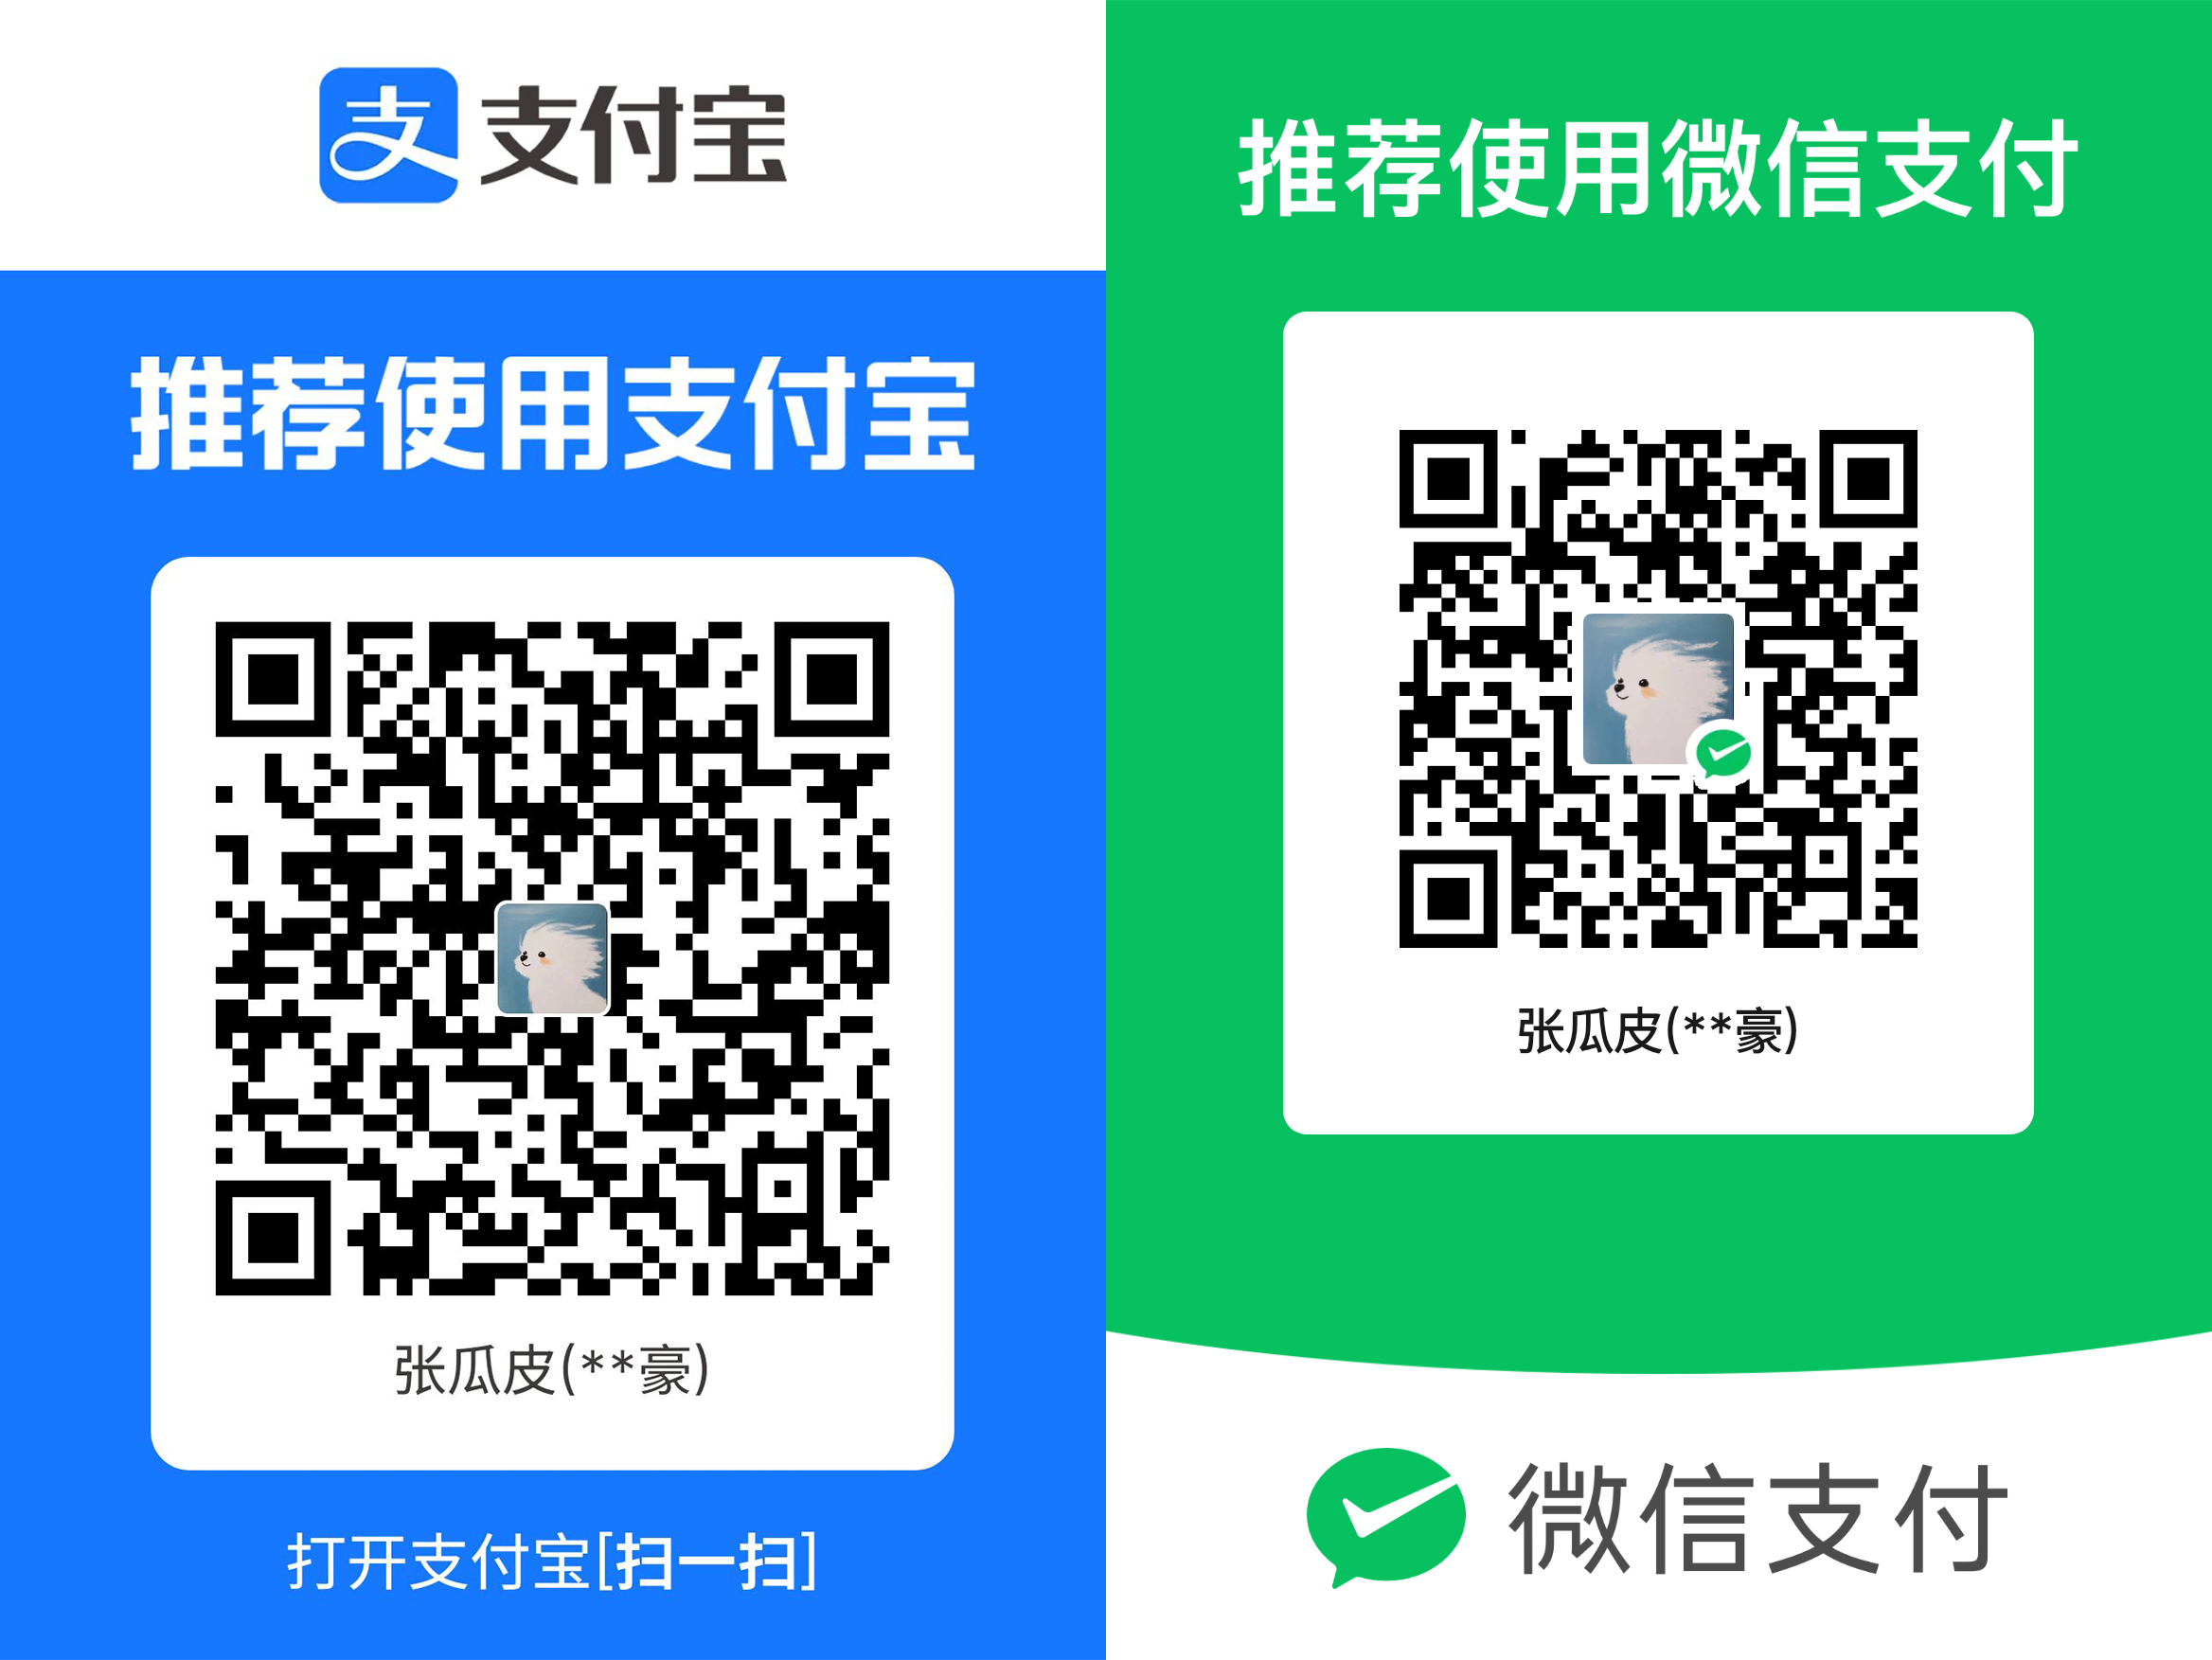 支 支付宝
推荐使用支付宝
张瓜皮(**豪)
打开支付宝[扫一扫]
推荐使用微信支付
张瓜皮(**豪)
微信支付